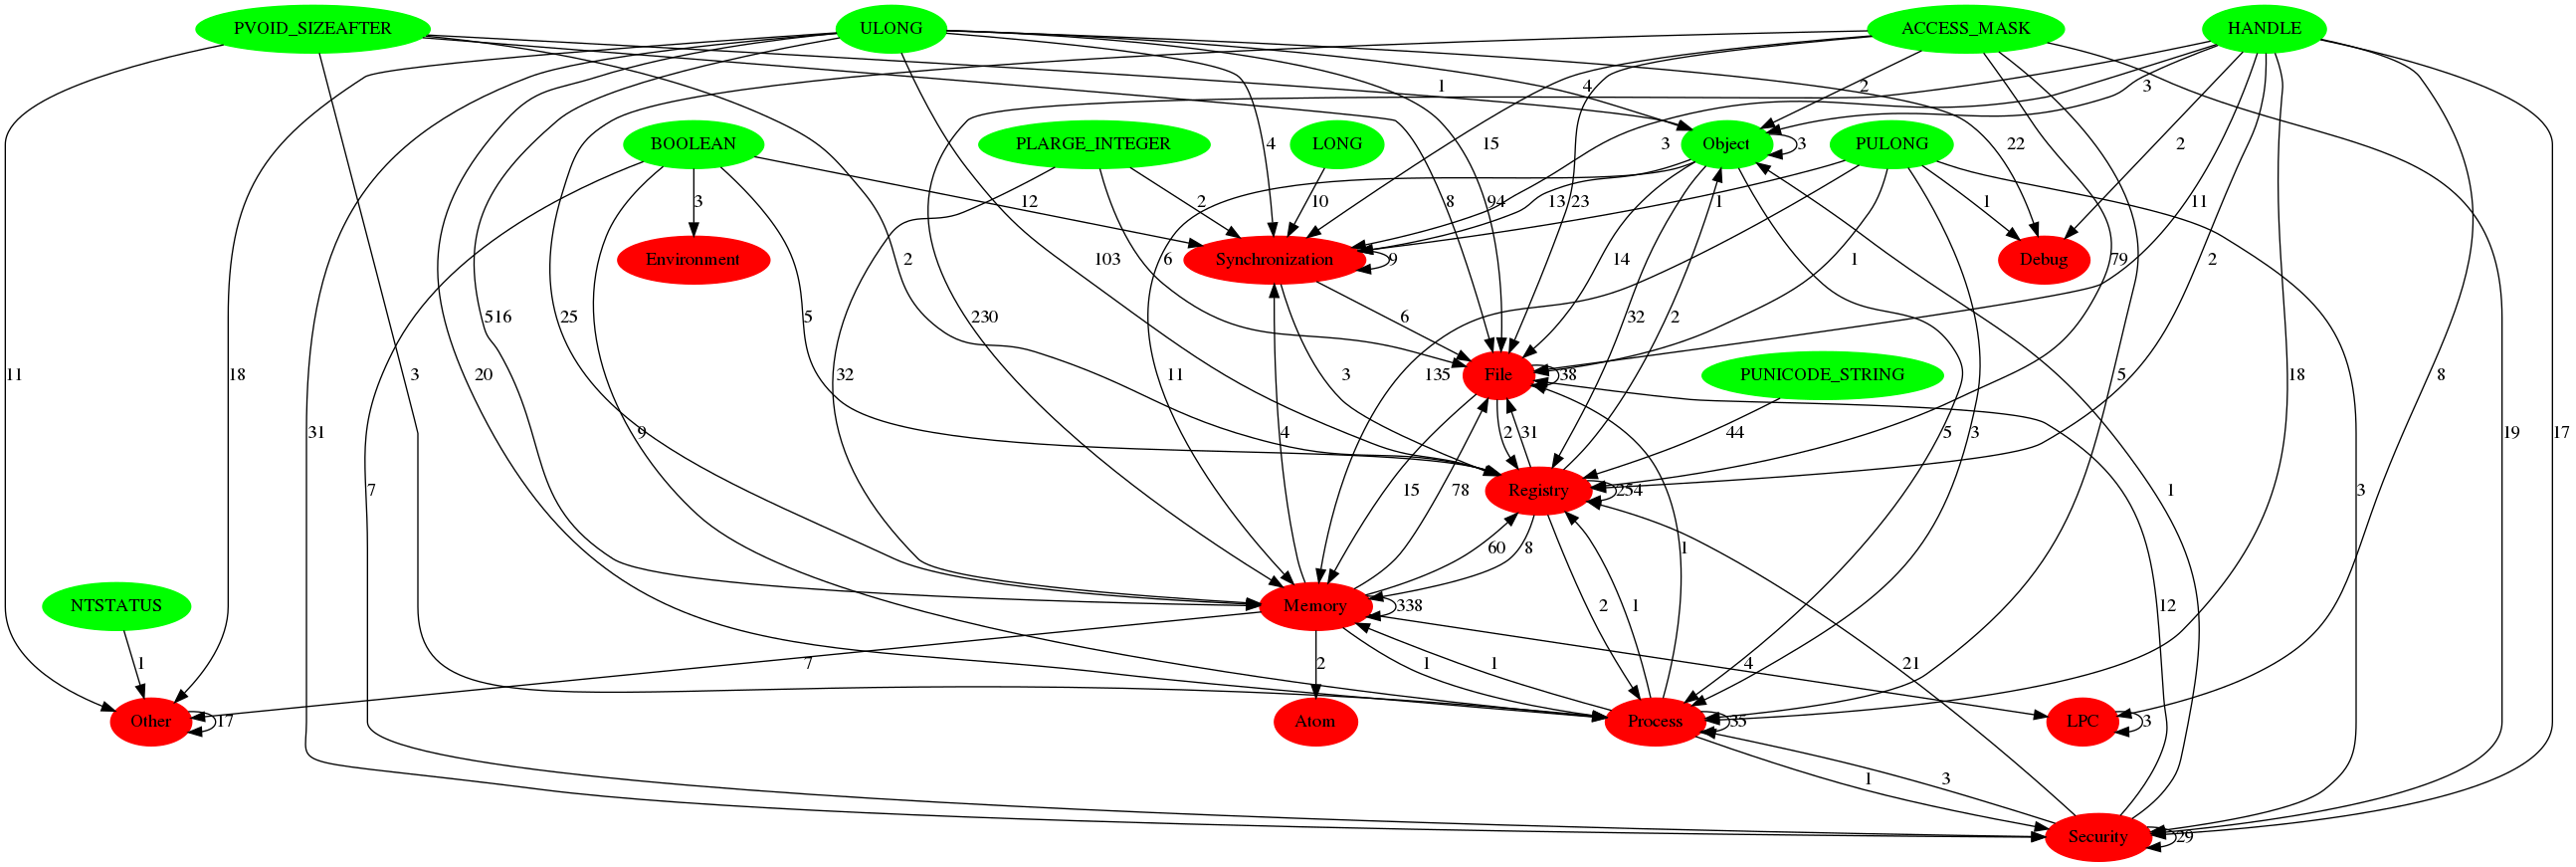 PVOID_SIZEAFTER ULONG ACCESS_MASK HANDLE
1 4 2 3
BOOLEAN PLARGE_INTEGER LONG Object PULONG
4 15 3 3 22 2
3 12 2 10 8 94 23 13 1 1 11
Environment Synchronization Debug
2 103 6 9 14 1 79 2
5 516 25 230 6 32 2
11 18 3 20 32 11 3 135 File 38 PUNICODE_STRING 5 18 8
31 9 4 2 31 44 5 3 19 17
7 15 78 Registry 254 1 3
60 8
NTSTATUS Memory 338 2 1 12
1 7 2 1 1 4 21
Other 17 Atom Process 35 LPC 3
1 3
Security 29
1